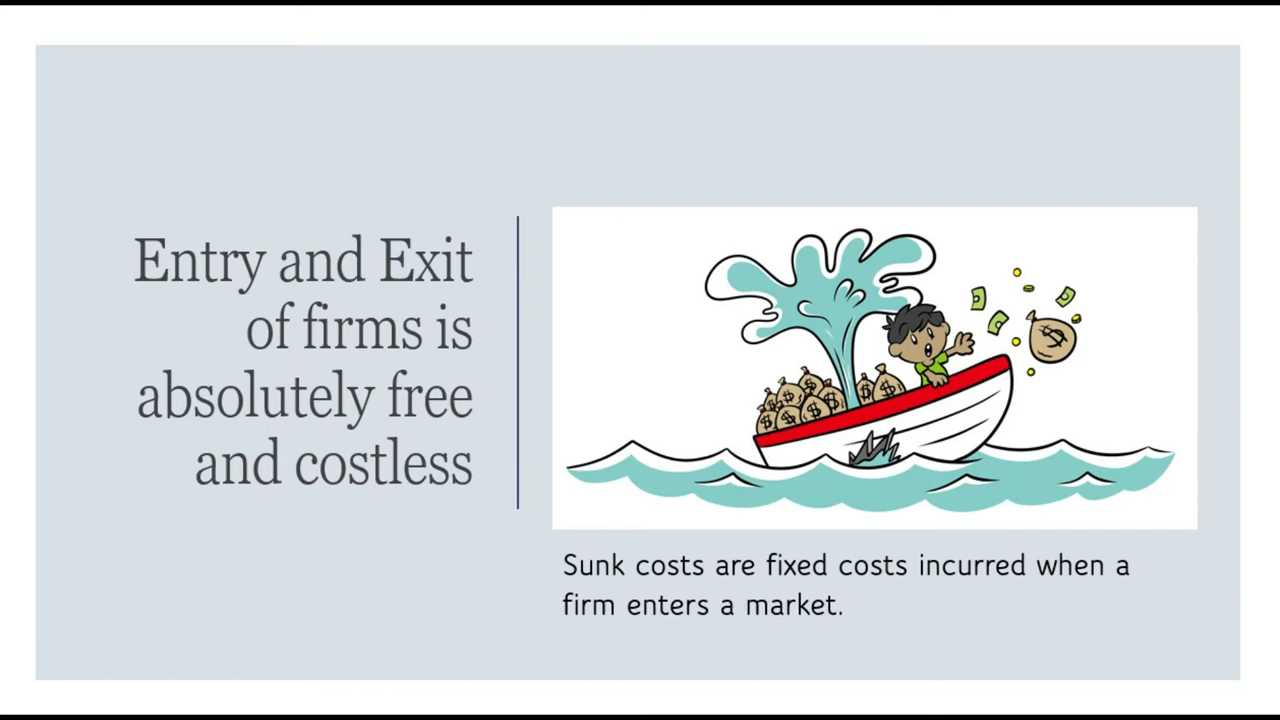 Entry and Exit
of firms is
absolutely free
and costless
Sunk costs are fixed costs incurred when a
firm enters a market.